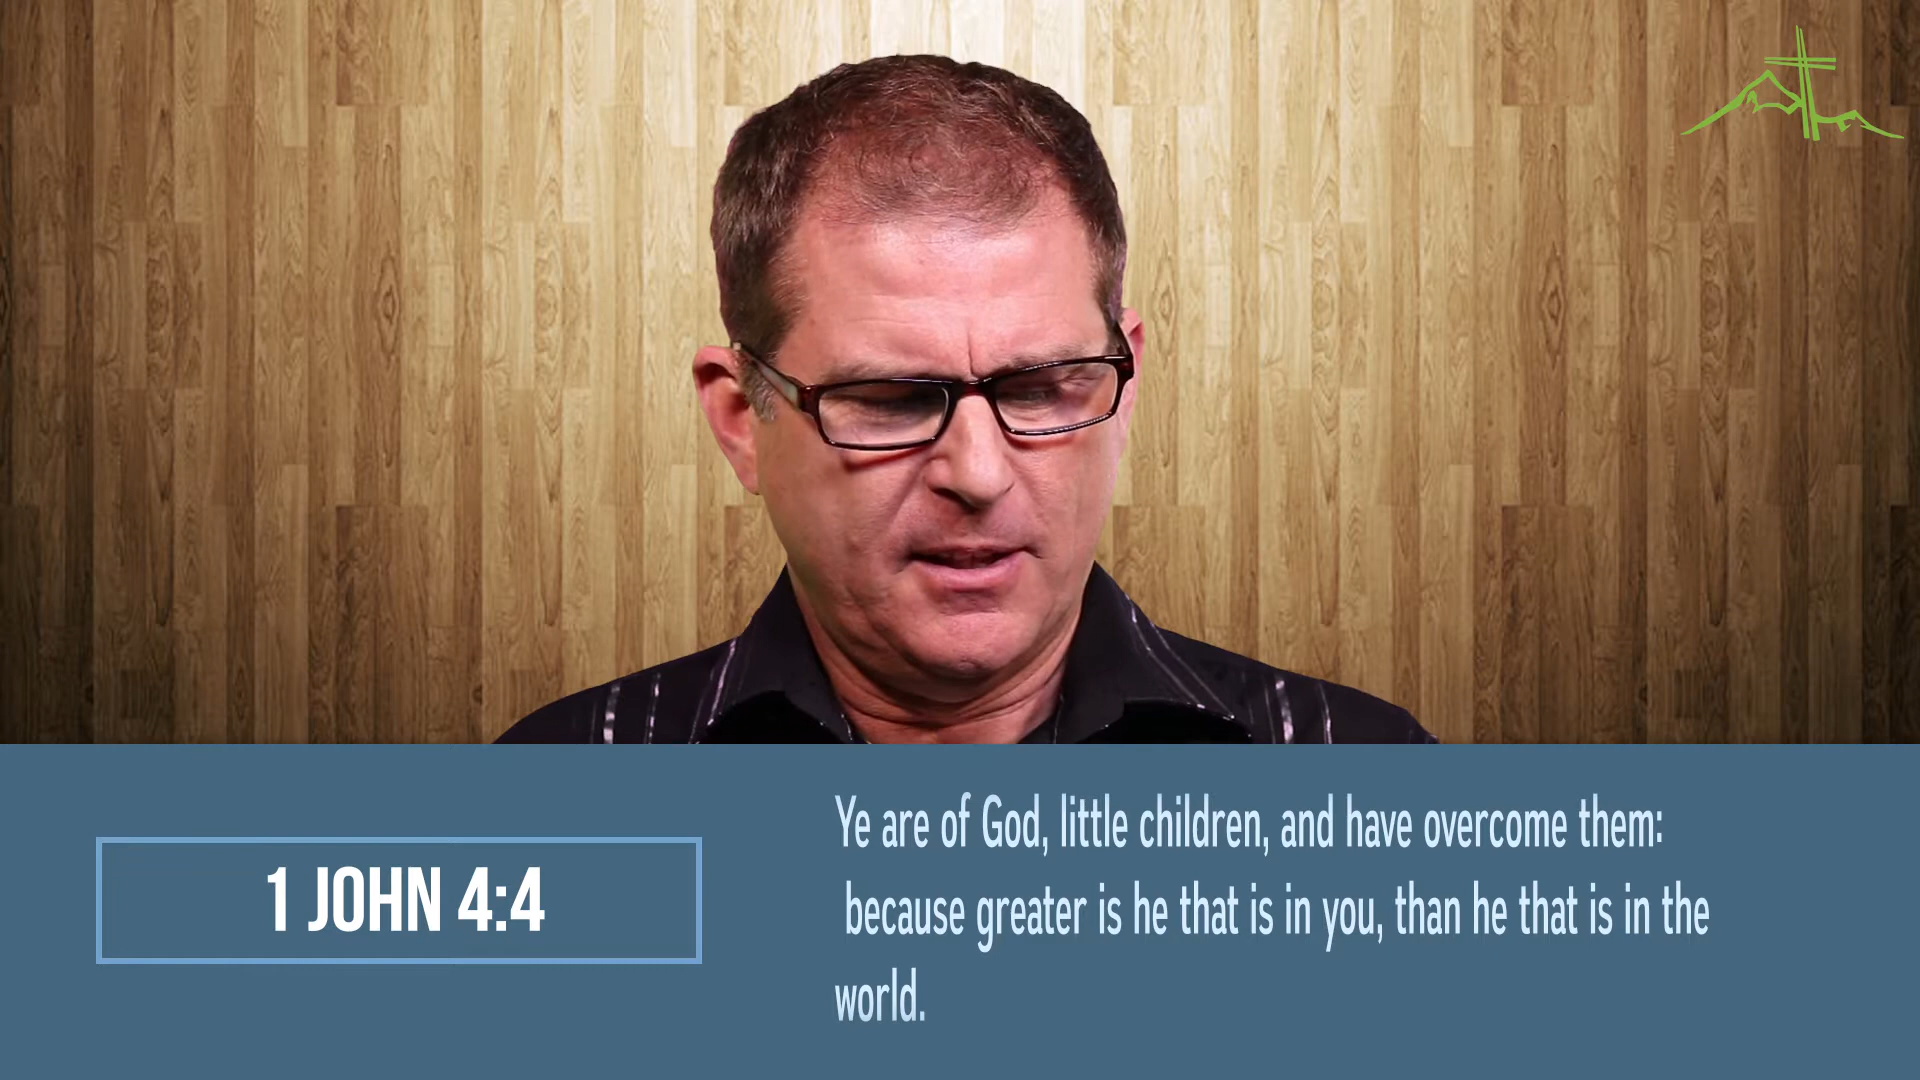 1 JOHN 4:4
Ye are of God, little children, and have overcome them:
because greater is he that is in you, than he that is in the
world.